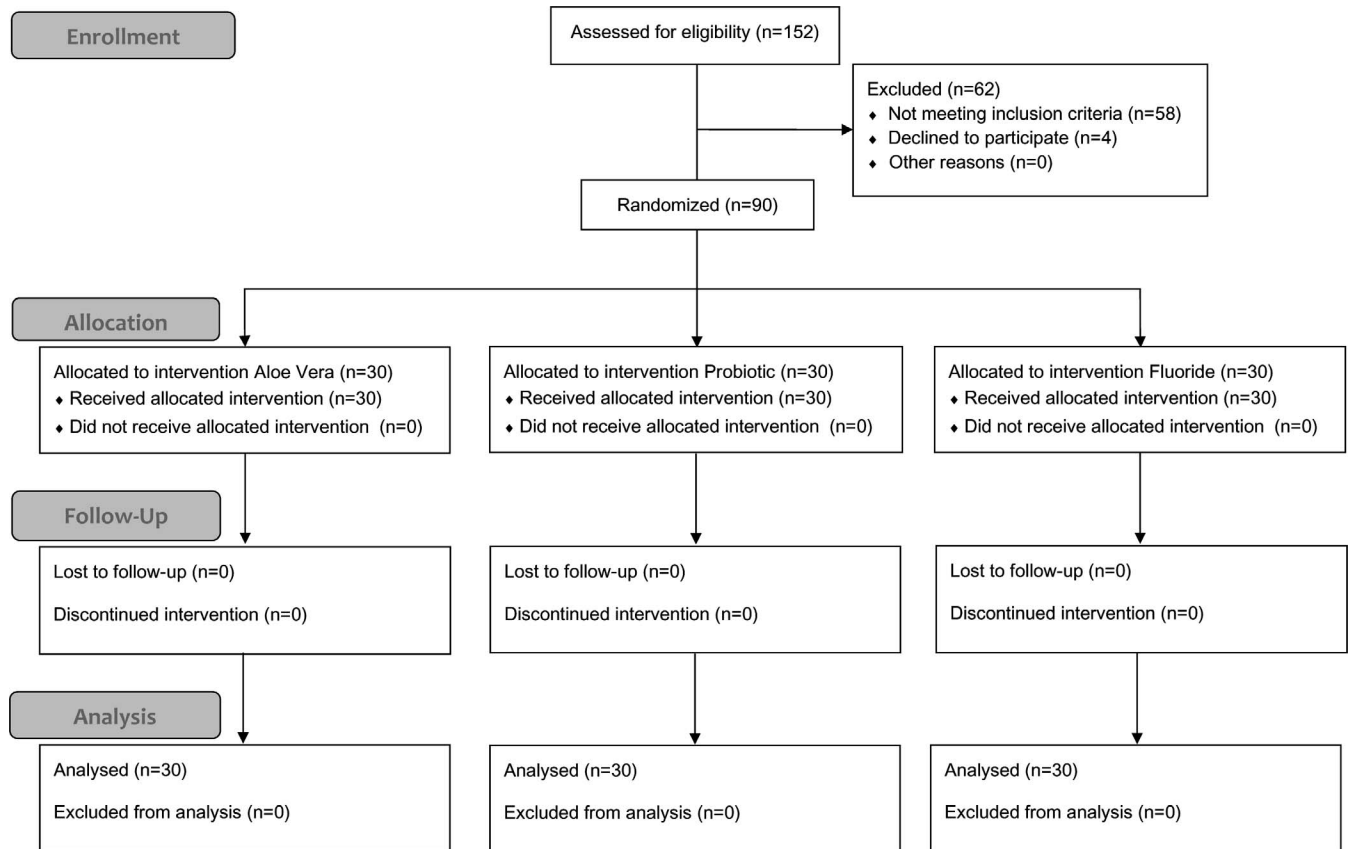 Enrollment
Assessed for eligibility (n=152)
Excluded (n=62)
♦ Not meeting inclusion criteria (n=58)
♦ Declined to participate (n=4)
♦ Other reasons (n=0)
Randomized (n=90)
Allocation
Allocated to intervention Aloe Vera (n=30)
♦ Received allocated intervention (n=30)
♦ Did not receive allocated intervention (n=0)
Allocated to intervention Probiotic (n=30)
♦ Received allocated intervention (n=30)
♦ Did not receive allocated intervention (n=0)
Allocated to intervention Fluoride (n=30)
♦ Received allocated intervention (n=30)
♦ Did not receive allocated intervention (n=0)
Follow-Up
Lost to follow-up (n=0)
Discontinued intervention (n=0)
Lost to follow-up (n=0)
Discontinued intervention (n=0)
Lost to follow-up (n=0)
Discontinued intervention (n=0)
Analysis
Analysed (n=30)
Excluded from analysis (n=0)
Analysed (n=30)
Excluded from analysis (n=0)
Analysed (n=30)
Excluded from analysis (n=0)